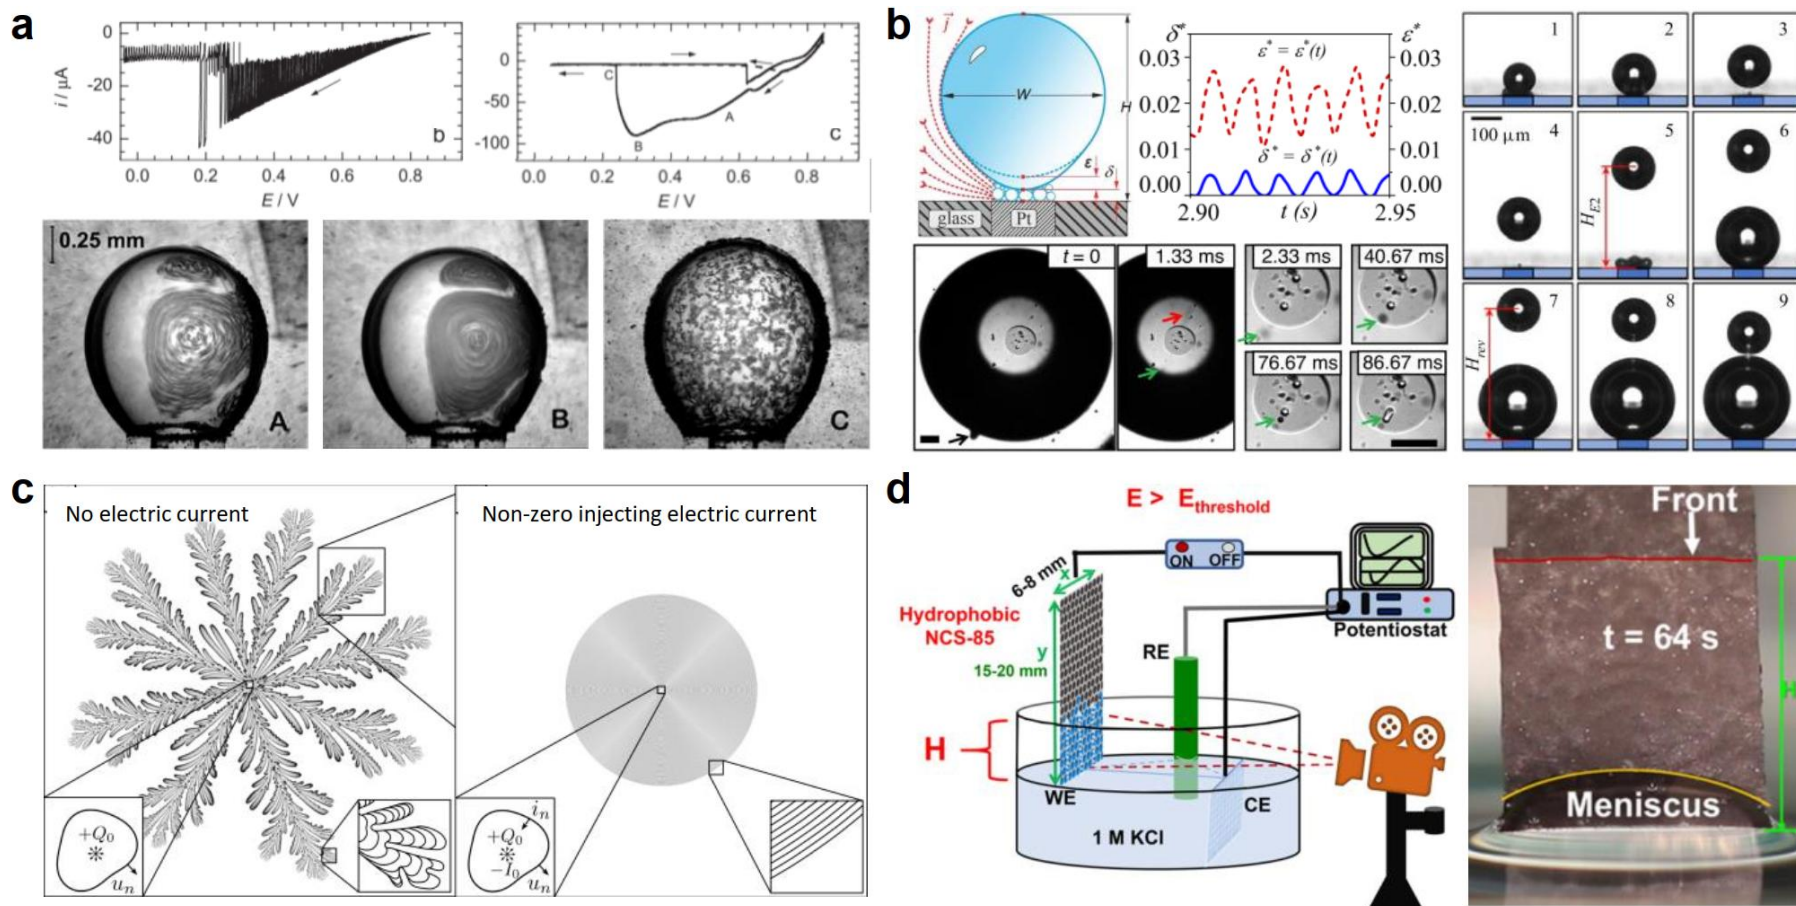 a
i / µA
0
-20
-40
b
0.0 0.2 0.4 0.6 0.8
E / V
0
-50
-100
C
A
B
c
0.0 0.2 0.4 0.6 0.8
E / V
0.25 mm
A
B
C
b
j
W
H
ε
δ
glass
Pt
δ*
0.03
0.02
0.01
0.00
ε* = ε*(t)
δ* = δ*(t)
ε*
0.03
0.02
0.01
0.00
2.90 t (s) 2.95
t = 0
1.33 ms
2.33 ms
40.67 ms
76.67 ms
86.67 ms
1
2
3
4
100 µm
5
H_E2
6
7
H_rev
8
9
c
No electric current
+Q₀
uₙ
Non-zero injecting electric current
iₙ
+Q₀
-I₀
uₙ
d
E > E_threshold
ON OFF
6-8 mm
x
Hydrophobic
NCS-85
y
15-20 mm
RE
Potentiostat
H
WE
CE
1 M KCl
Front
t = 64 s
H
Meniscus